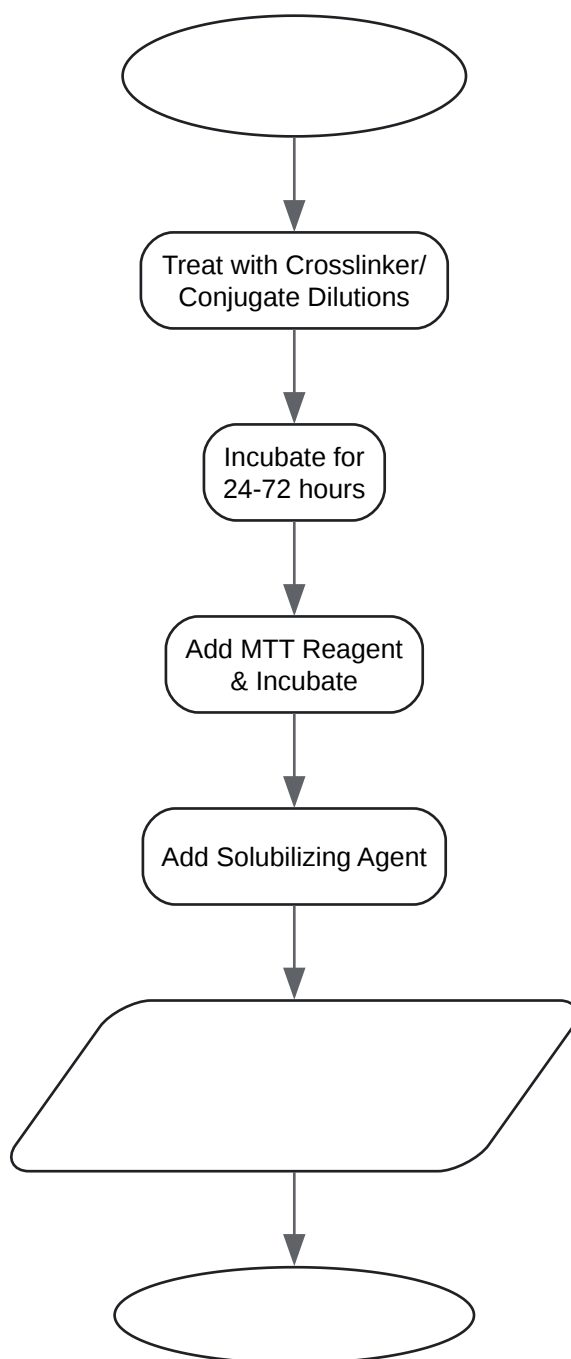 Treat with Crosslinker/
Conjugate Dilutions
Incubate for
24-72 hours
Add MTT Reagent
& Incubate
Add Solubilizing Agent